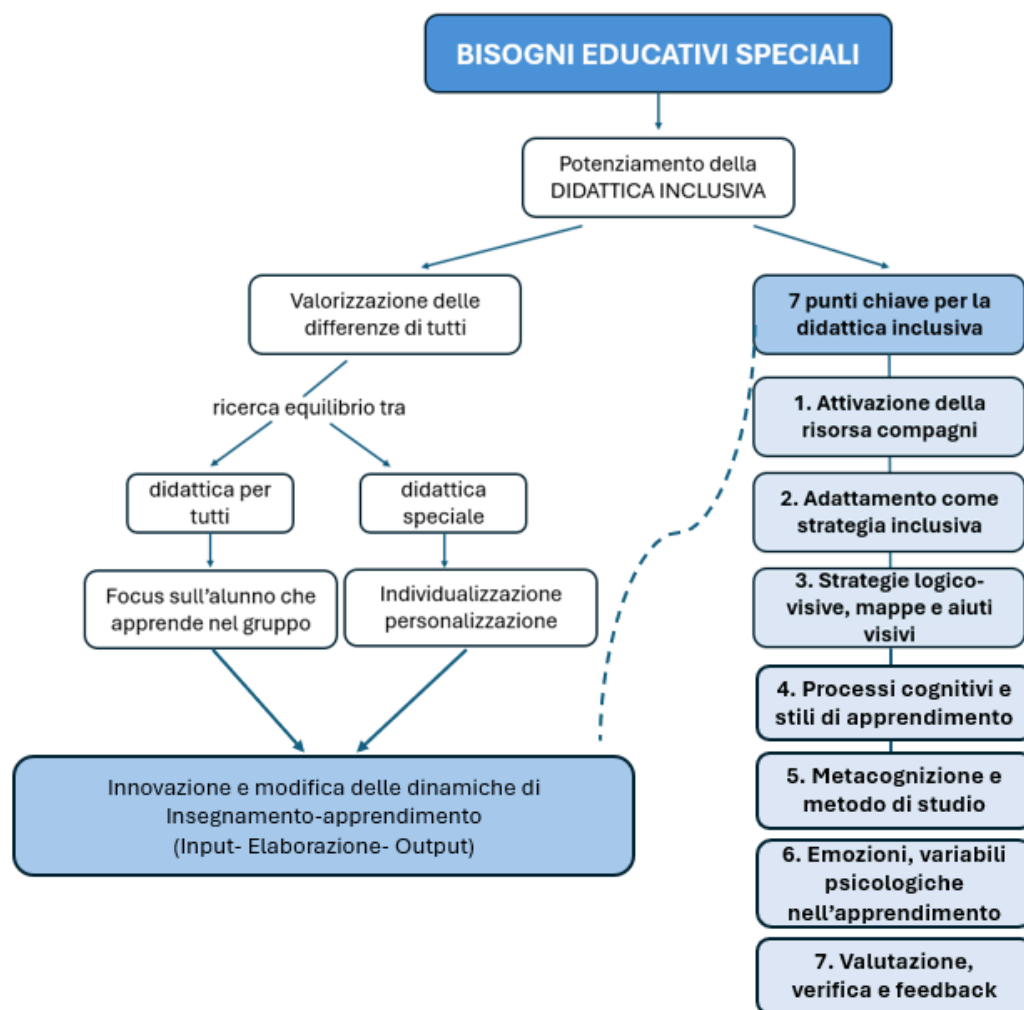 BISOGNI EDUCATIVI SPECIALI
Potenziamento della
DIDATTICA INCLUSIVA
Valorizzazione delle
differenze di tutti
ricerca equilibrio tra
didattica per
tutti
didattica
speciale
Focus sull'alunno che
apprende nel gruppo
Individualizzazione
personalizzazione
Innovazione e modifica delle dinamiche di
Insegnamento-apprendimento
(Input- Elaborazione- Output)
7 punti chiave per la
didattica inclusiva
1. Attivazione della
risorsa compagni
2. Adattamento come
strategia inclusiva
3. Strategie logico-
visive, mappe e aiuti
visivi
4. Processi cognitivi e
stili di apprendimento
5. Metacognizione e
metodo di studio
6. Emozioni, variabili
psicologiche
nell'apprendimento
7. Valutazione,
verifica e feedback